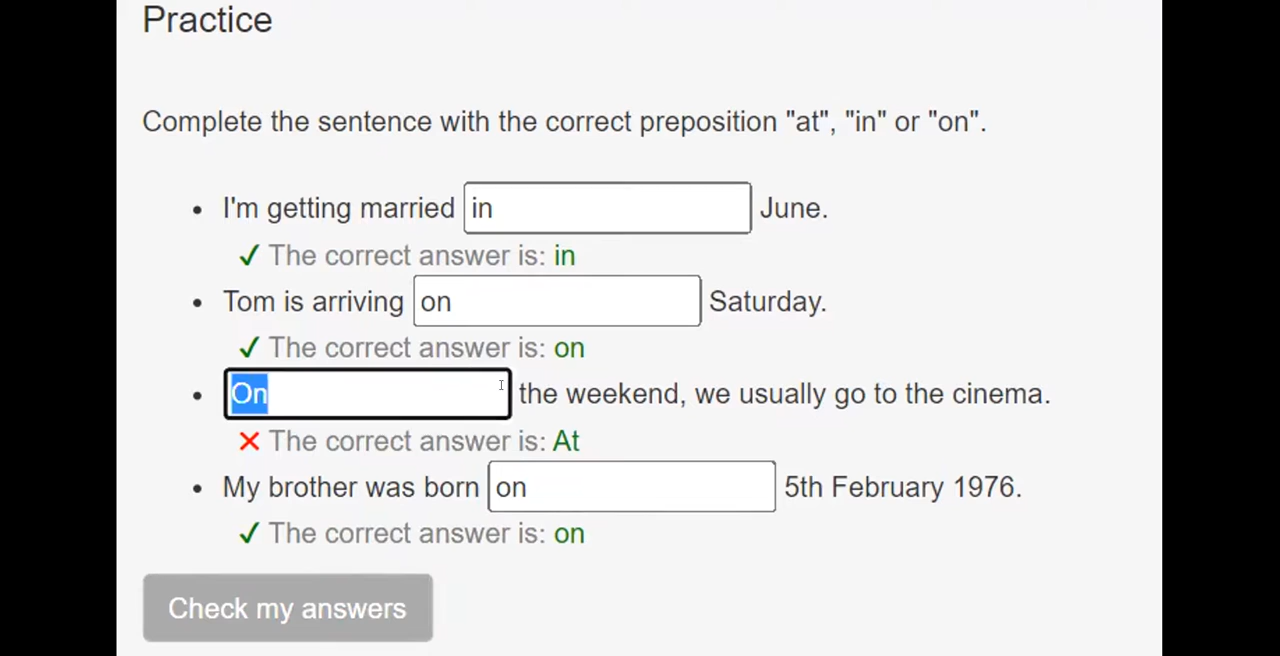 Practice
Complete the sentence with the correct preposition "at", "in" or "on".
• I'm getting married in June.
✓ The correct answer is: in
• Tom is arriving on Saturday.
✓ The correct answer is: on
• On the weekend, we usually go to the cinema.
✕ The correct answer is: At
• My brother was born on 5th February 1976.
✓ The correct answer is: on
Check my answers